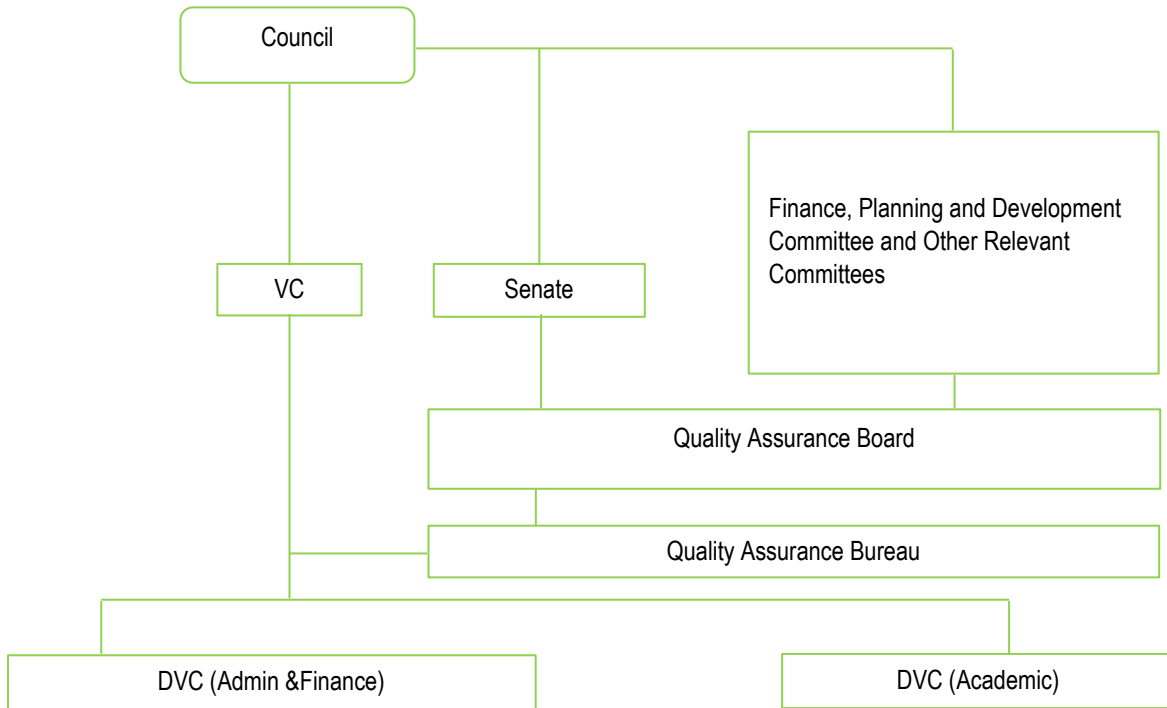 Council
VC
Senate
Finance, Planning and Development
Committee and Other Relevant
Committees
Quality Assurance Board
Quality Assurance Bureau
DVC (Admin &Finance)
DVC (Academic)